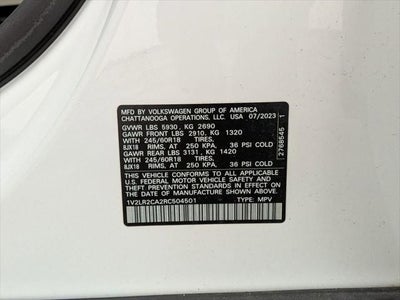 MFD. BY VOLKSWAGEN GROUP OF AMERICA
CHATTANOOGA OPERATIONS, LLC. USA 07/2023
GVWR LBS 5930, KG 2690
GAWR FRONT LBS 2910, KG 1320
WITH 245/60R18 TIRES,
8JX18 RIMS, AT 250 KPA, 36 PSI COLD
GAWR REAR LBS 3131, KG 1420
WITH 245/60R18 TIRES,
8JX18 RIMS, AT 250 KPA, 36 PSI COLD
THIS VEHICLE CONFORMS TO ALL APPLICABLE
FEDERAL MOTOR VEHICLE SAFETY AND
THEFT PREVENTION STANDARDS IN EFFECT ON
THE DATE OF MANUFACTURE SHOWN ABOVE.
1V2LR2CA2RC504501 TYPE: MPV
2768545 1